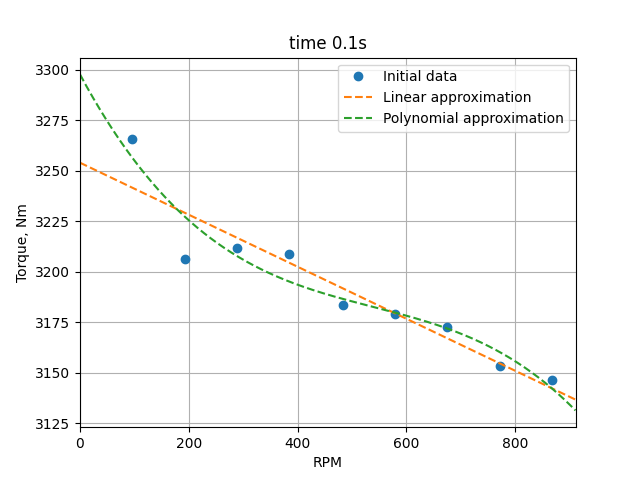 time 0.1s
Initial data
Linear approximation
Polynomial approximation
Torque, Nm
3300
3275
3250
3225
3200
3175
3150
3125
0 200 400 600 800
RPM